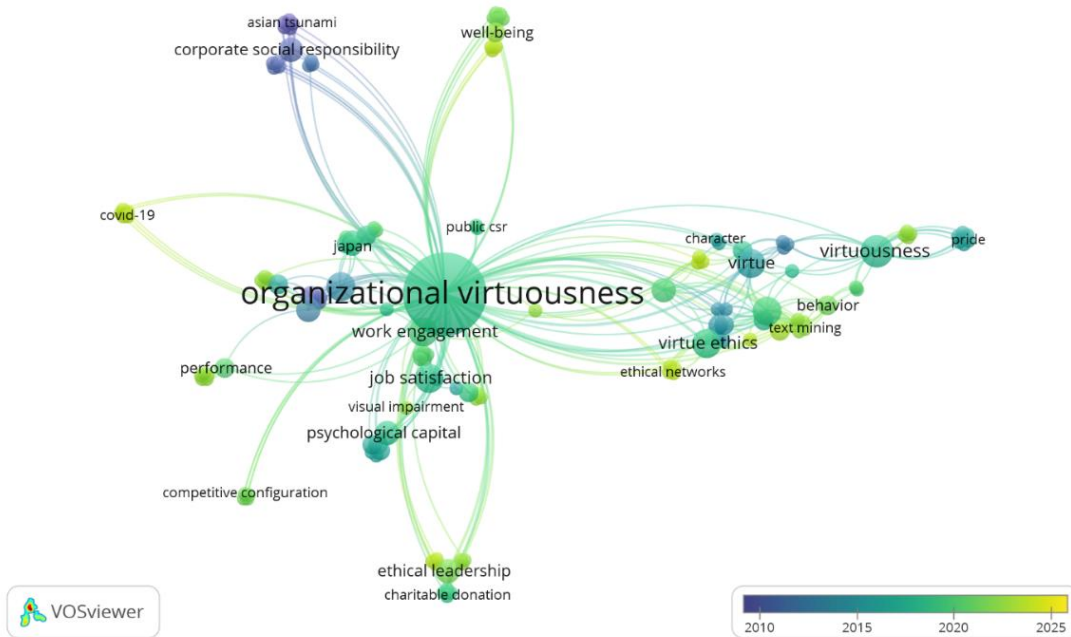 asian tsunami
corporate social responsibility
well-being
covid-19
japan
public csr
character
virtue
virtuousness
pride
organizational virtuousness
behavior
text mining
work engagement
virtue ethics
performance
job satisfaction
ethical networks
visual impairment
psychological capital
competitive configuration
ethical leadership
charitable donation
VOSviewer
2010 2015 2020 2025